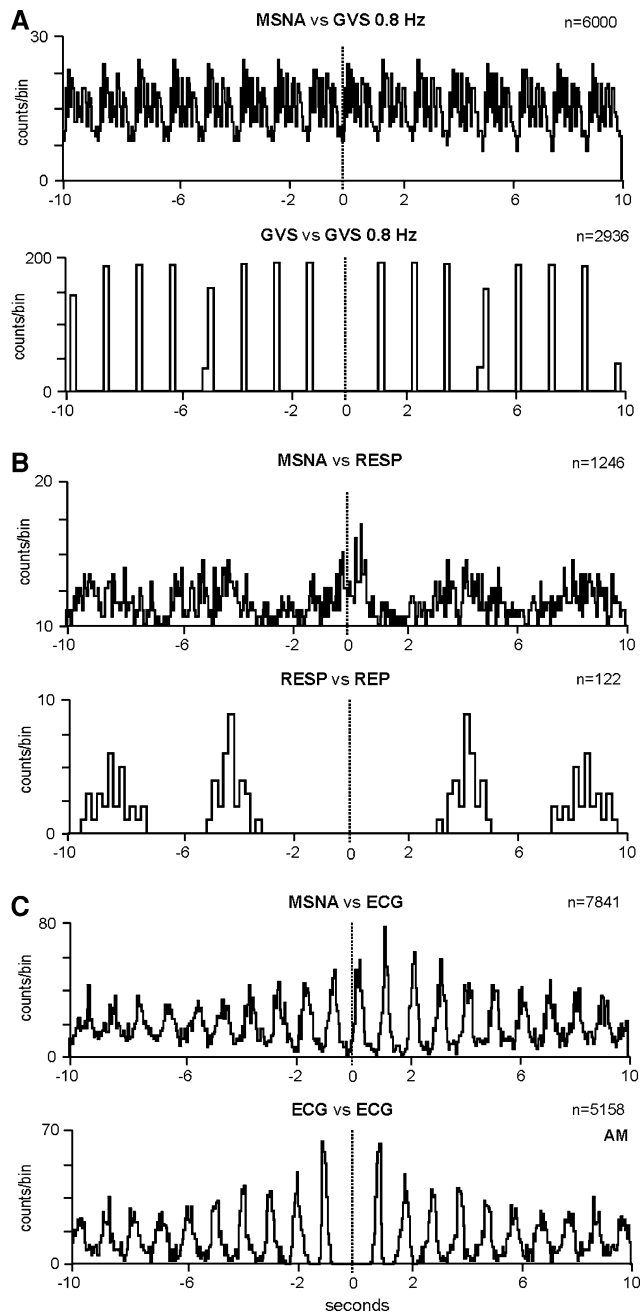 A
MSNA vs GVS 0.8 Hz
n=6000
30
counts/bin
0
-10 -6 -2 0 2 6 10
GVS vs GVS 0.8 Hz
n=2936
200
counts/bin
0
-10 -6 -2 0 2 6 10
B
MSNA vs RESP
n=1246
20
counts/bin
10
-10 -6 -2 0 2 6 10
RESP vs REP
n=122
10
counts/bin
0
-10 -6 -2 0 2 6 10
C
MSNA vs ECG
n=7841
80
counts/bin
0
-10 -6 -2 0 2 6 10
ECG vs ECG
n=5158
AM
70
counts/bin
0
-10 -6 -2 0 2 6 10
seconds